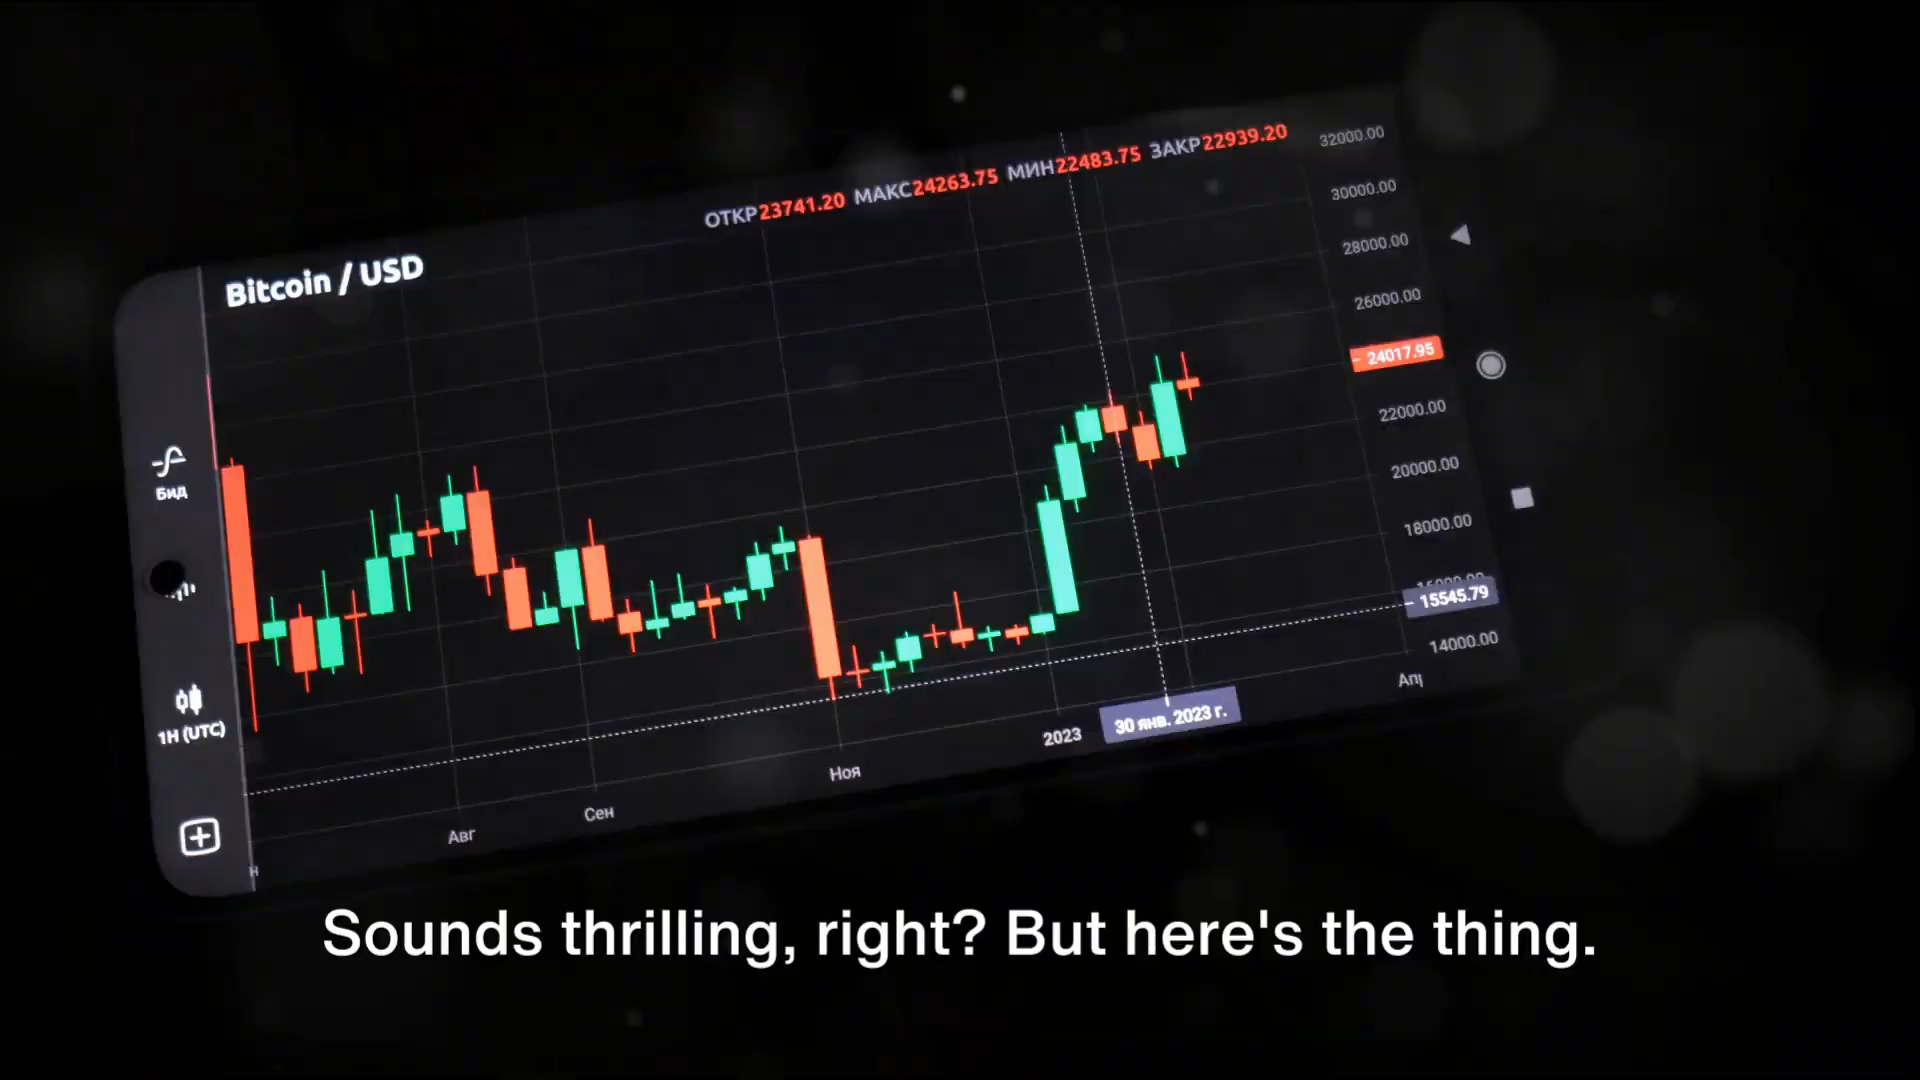 ОТКР23741.20 МАКС24263.75 МИН22483.75 ЗАКР22939.20
Bitcoin / USD
32000.00
30000.00
28000.00
26000.00
24017.95
22000.00
20000.00
18000.00
16000.00
15545.79
14000.00
Бид
1Н (UTC)
н
Авг
Сен
Ноя
2023
30 янв. 2023 г.
Sounds thrilling, right? But here's the thing.